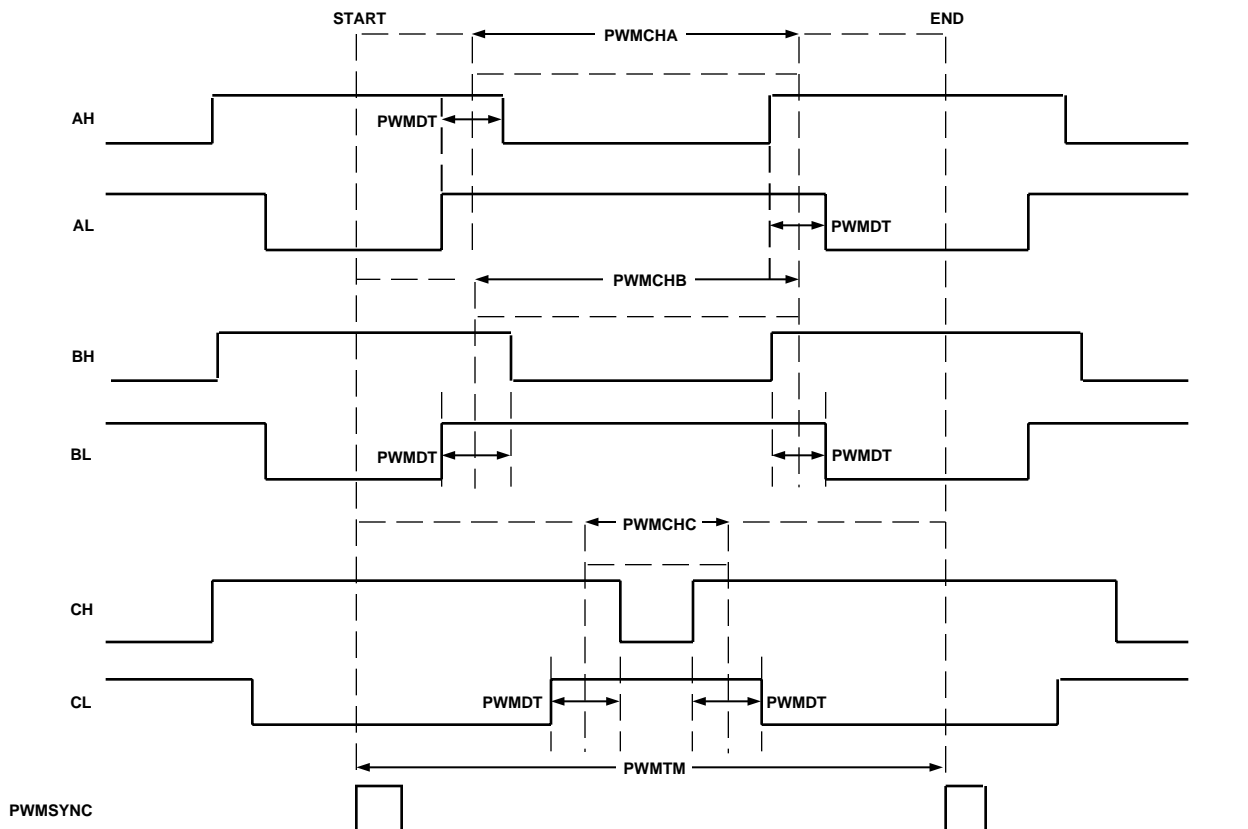 START END
PWMCHA
AH
PWMDT
AL
PWMDT
PWMCHB
BH
BL
PWMDT PWMDT
PWMCHC
CH
CL
PWMDT PWMDT
PWMTM
PWMSYNC